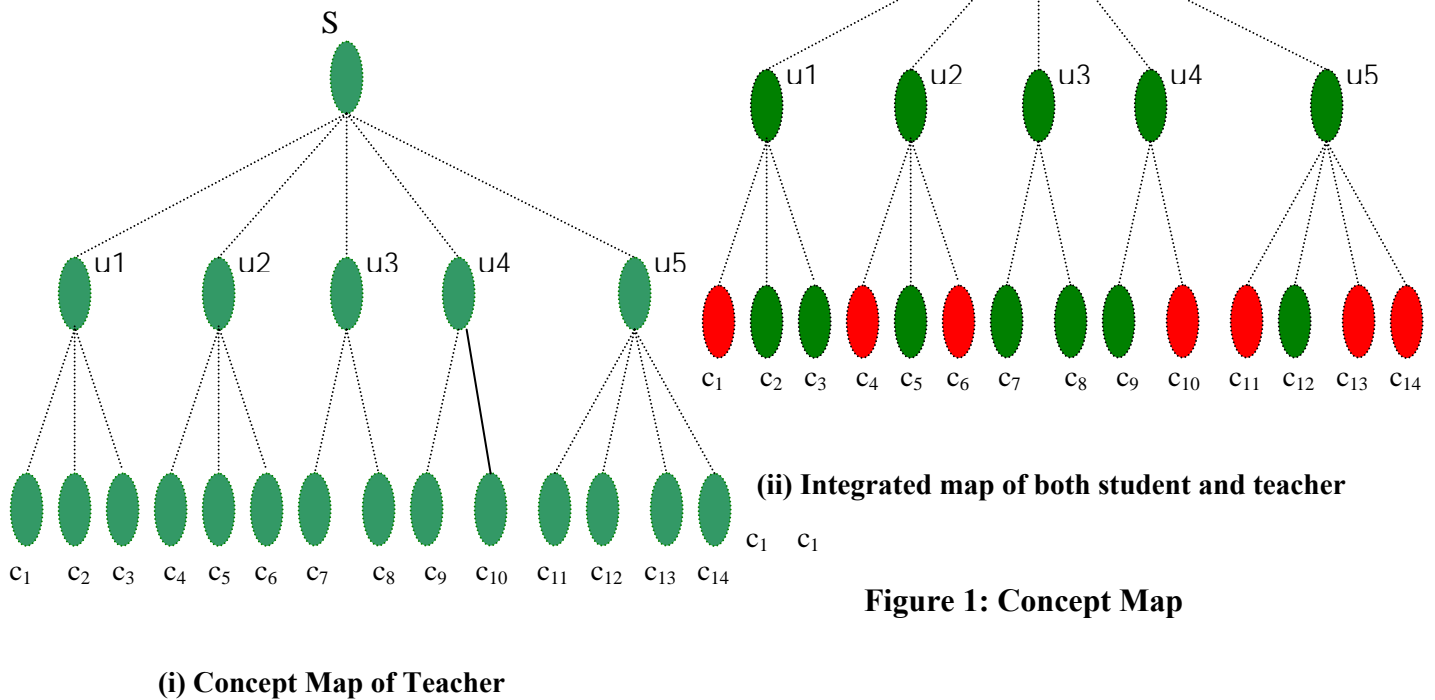 S
u1 u2 u3 u4 u5
c₁ c₂ c₃ c₄ c₅ c₆ c₇ c₈ c₉ c₁₀ c₁₁ c₁₂ c₁₃ c₁₄
(i) Concept Map of Teacher
u1 u2 u3 u4 u5
c₁ c₂ c₃ c₄ c₅ c₆ c₇ c₈ c₉ c₁₀ c₁₁ c₁₂ c₁₃ c₁₄
(ii) Integrated map of both student and teacher
c₁ c₁
Figure 1: Concept Map